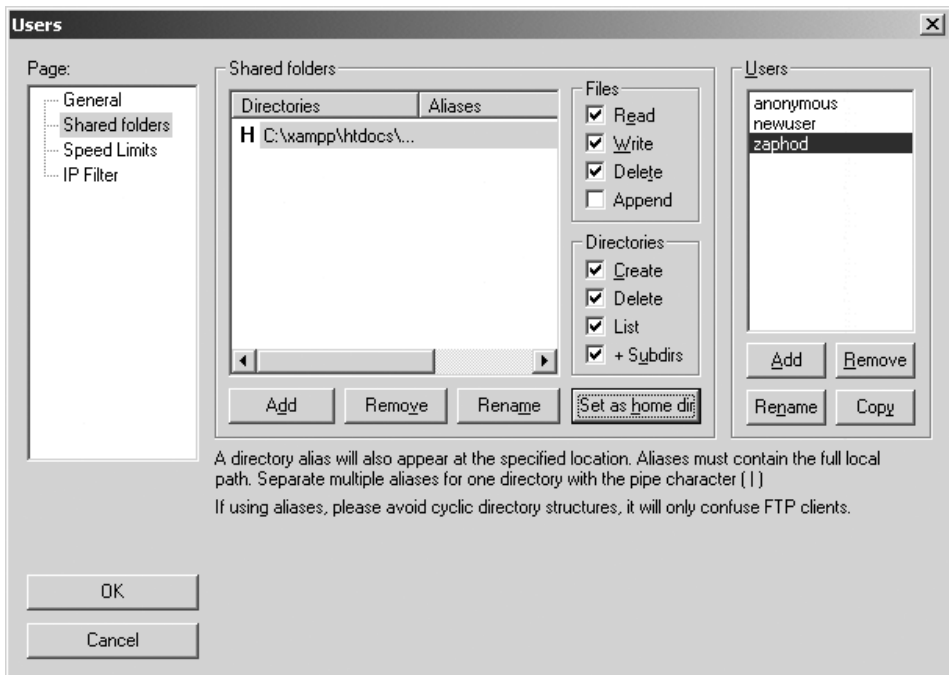 Users
Page:
General
Shared folders
Speed Limits
IP Filter
Shared folders
Directories Aliases
H C:\xampp\htdocs\...
Add Remove Rename Set as home dir
Files
Read
Write
Delete
Append
Directories
Create
Delete
List
+ Subdirs
Users
anonymous
newuser
zaphod
Add Remove
Rename Copy
A directory alias will also appear at the specified location. Aliases must contain the full local
path. Separate multiple aliases for one directory with the pipe character ( | )
If using aliases, please avoid cyclic directory structures, it will only confuse FTP clients.
OK
Cancel